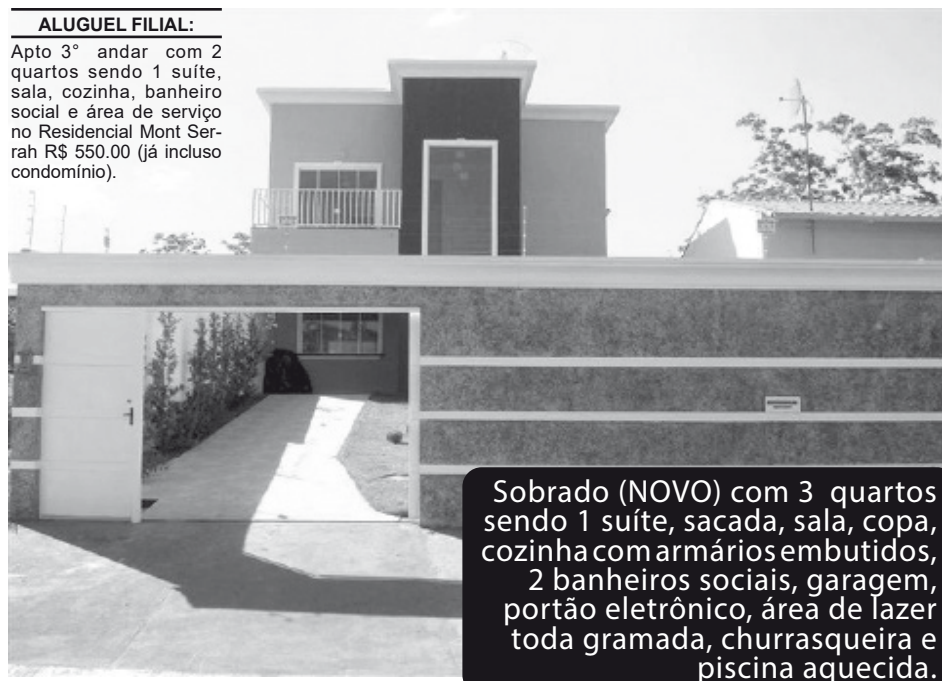 ALUGUEL FILIAL:
Apto 3° andar com 2
quartos sendo 1 suíte,
sala, cozinha, banheiro
social e área de serviço
no Residencial Mont Ser-
rah R$ 550.00 (já incluso
condomínio).
Sobrado (NOVO) com 3 quartos
sendo 1 suíte, sacada, sala, copa,
cozinha com armários embutidos,
2 banheiros sociais, garagem,
portão eletrônico, área de lazer
toda gramada, churrasqueira e
piscina aquecida.